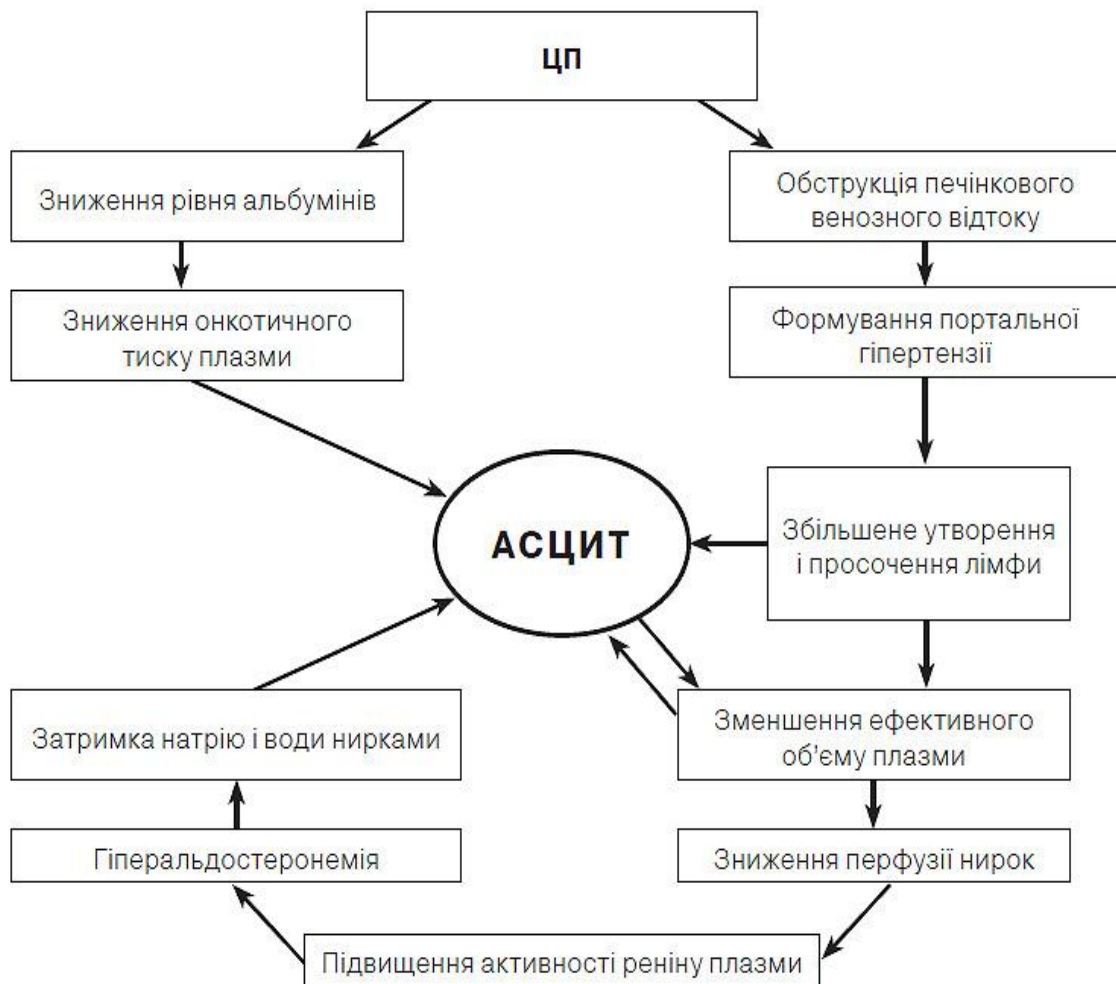 ЦП
Зниження рівня альбумінів
Обструкція печінкового
венозного відтоку
Зниження онкотичного
тиску плазми
Формування портальної
гіпертензії
АСЦИТ
Збільшене утворення
і просочення лімфи
Затримка натрію і води нирками
Зменшення ефективного
об’єму плазми
Гіперальдостеронемія
Зниження перфузії нирок
Підвищення активності реніну плазми